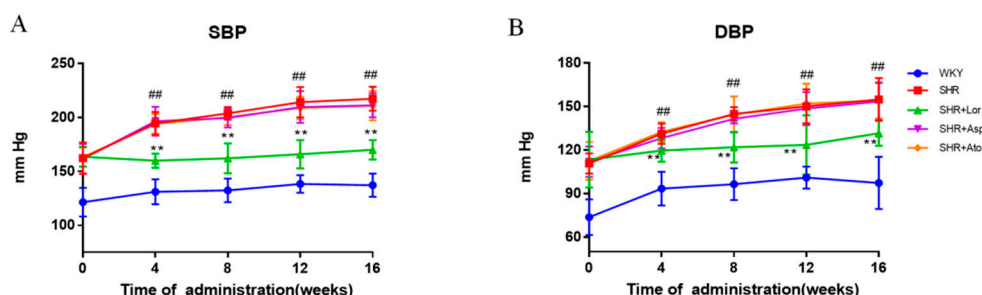 A
SBP
250
200
150
100
mm Hg
##
##
##
##
**
**
**
**
0
4
8
12
16
Time of administration(weeks)
B
DBP
180
150
120
90
60
mm Hg
##
##
##
##
**
**
**
**
0
4
8
12
16
Time of administration(weeks)
WKY
SHR
SHR+Lor
SHR+Asp
SHR+Ato